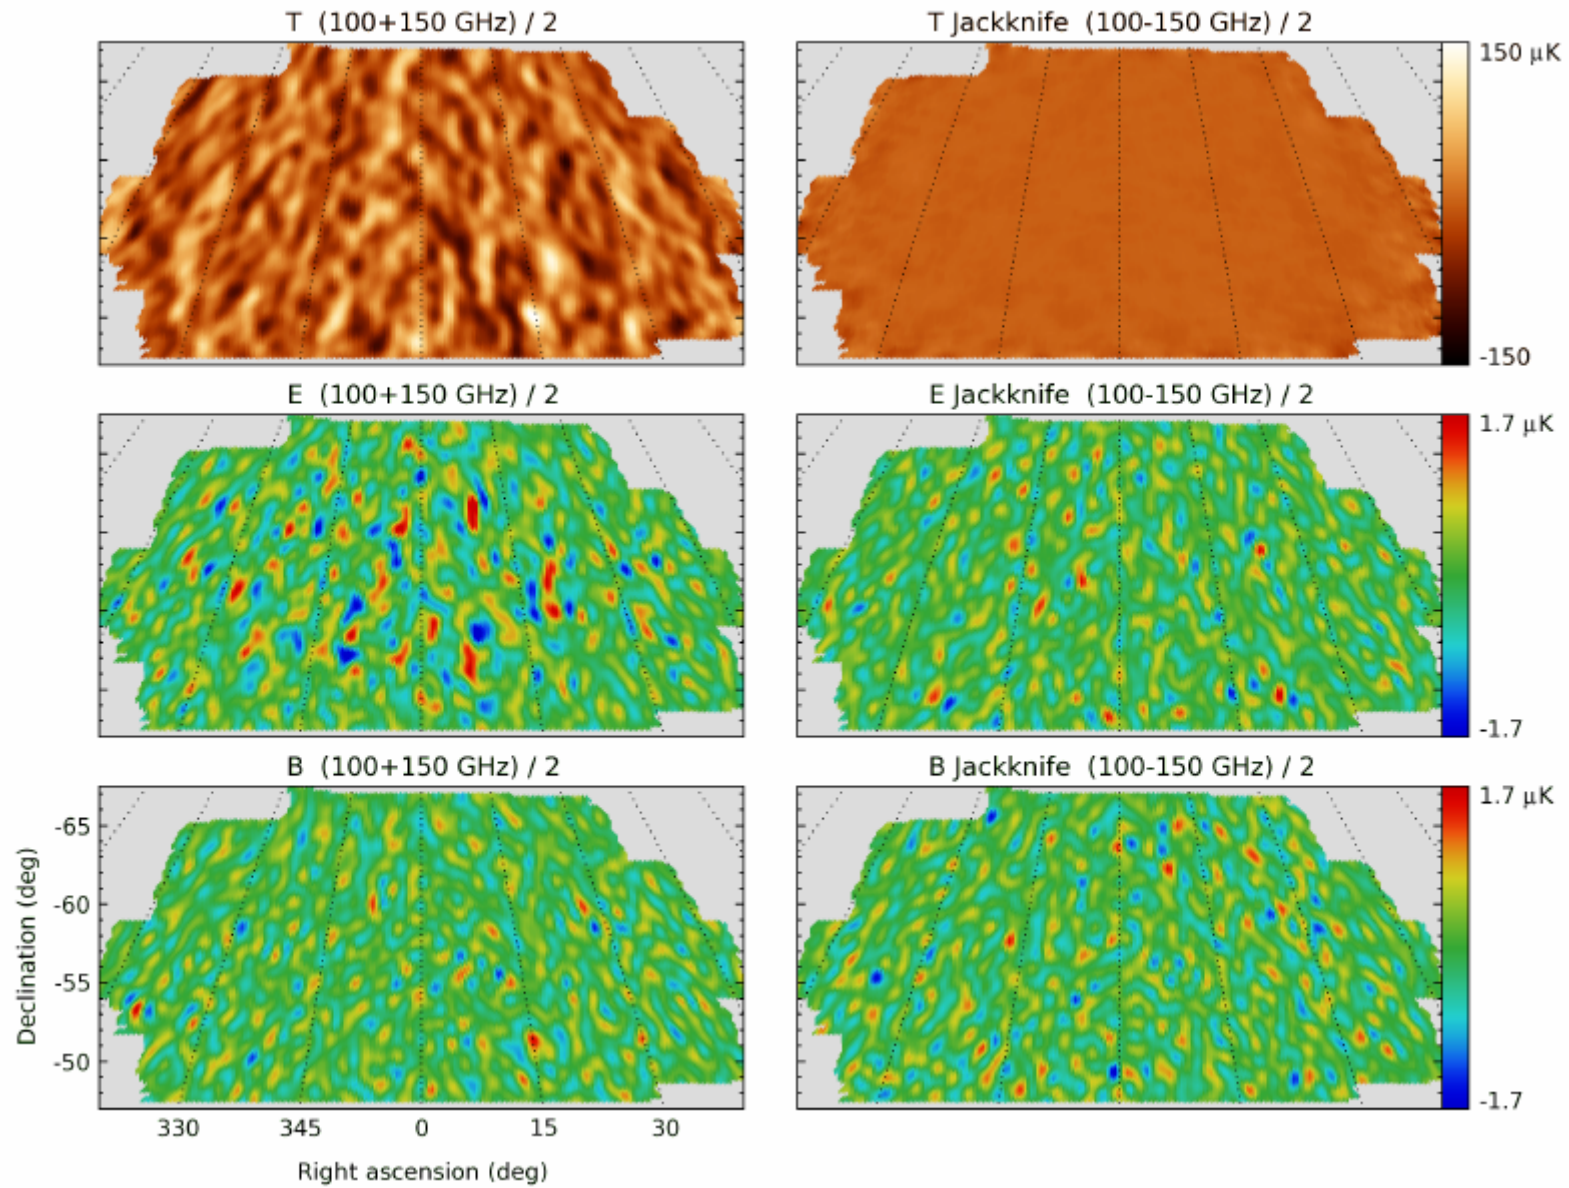 T (100+150 GHz) / 2
T Jackknife (100-150 GHz) / 2
150 μK
-150
E (100+150 GHz) / 2
E Jackknife (100-150 GHz) / 2
1.7 μK
-1.7
B (100+150 GHz) / 2
B Jackknife (100-150 GHz) / 2
1.7 μK
-1.7
Declination (deg)
-65
-60
-55
-50
330 345 0 15 30
Right ascension (deg)